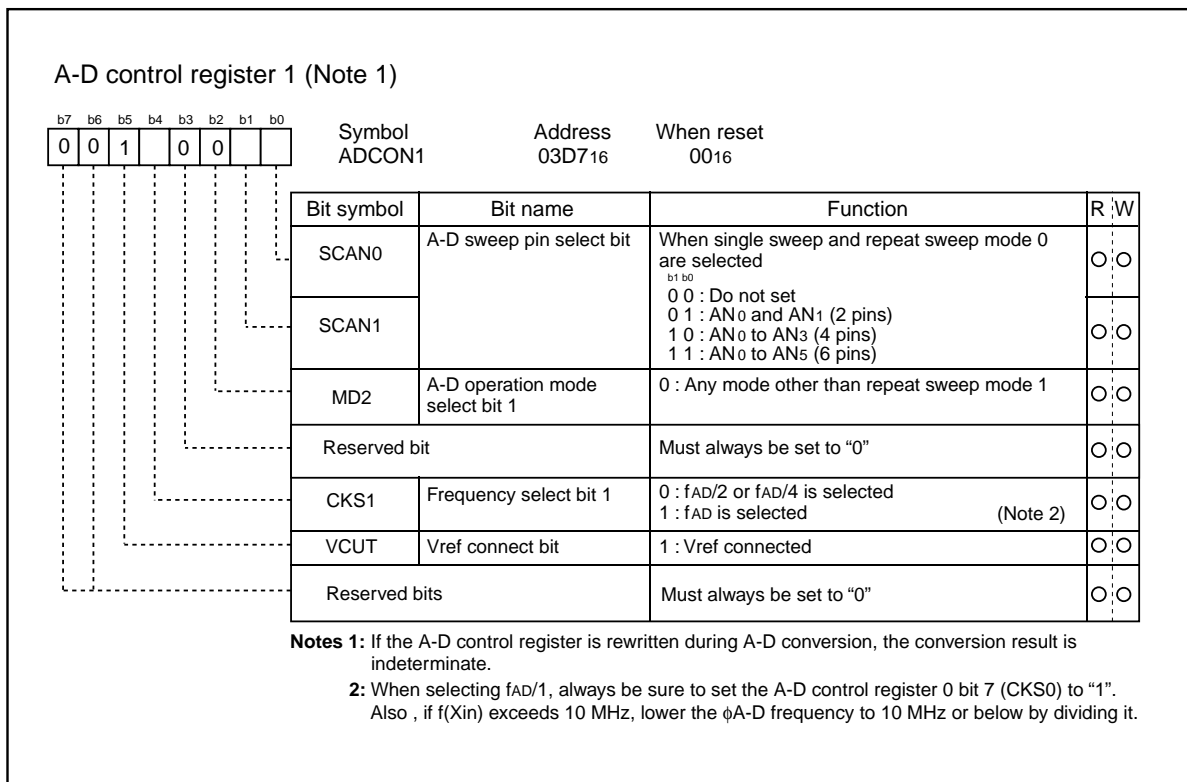 A-D control register 1 (Note 1)
b7 b6 b5 b4 b3 b2 b1 b0
0 0 1 0 0
Symbol Address When reset
ADCON1 03D716 0016
Bit symbol Bit name Function R W
SCAN0 A-D sweep pin select bit When single sweep and repeat sweep mode 0
are selected
b1 b0
0 0 : Do not set
0 1 : AN0 and AN1 (2 pins)
SCAN1 1 0 : AN0 to AN3 (4 pins)
1 1 : AN0 to AN5 (6 pins)
MD2 A-D operation mode
select bit 1 0 : Any mode other than repeat sweep mode 1
Reserved bit Must always be set to “0”
CKS1 Frequency select bit 1 0 : fAD/2 or fAD/4 is selected
1 : fAD is selected (Note 2)
VCUT Vref connect bit 1 : Vref connected
Reserved bits Must always be set to “0”
Notes 1: If the A-D control register is rewritten during A-D conversion, the conversion result is
indeterminate.
2: When selecting fAD/1, always be sure to set the A-D control register 0 bit 7 (CKS0) to “1”.
Also , if f(Xin) exceeds 10 MHz, lower the ϕA-D frequency to 10 MHz or below by dividing it.